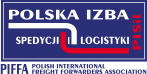 POLSKA IZBA
SPEDYCJI LOGISTYKI
PISiL
PIFFA POLISH INTERNATIONAL
FREIGHT FORWARDERS ASSOCIATION